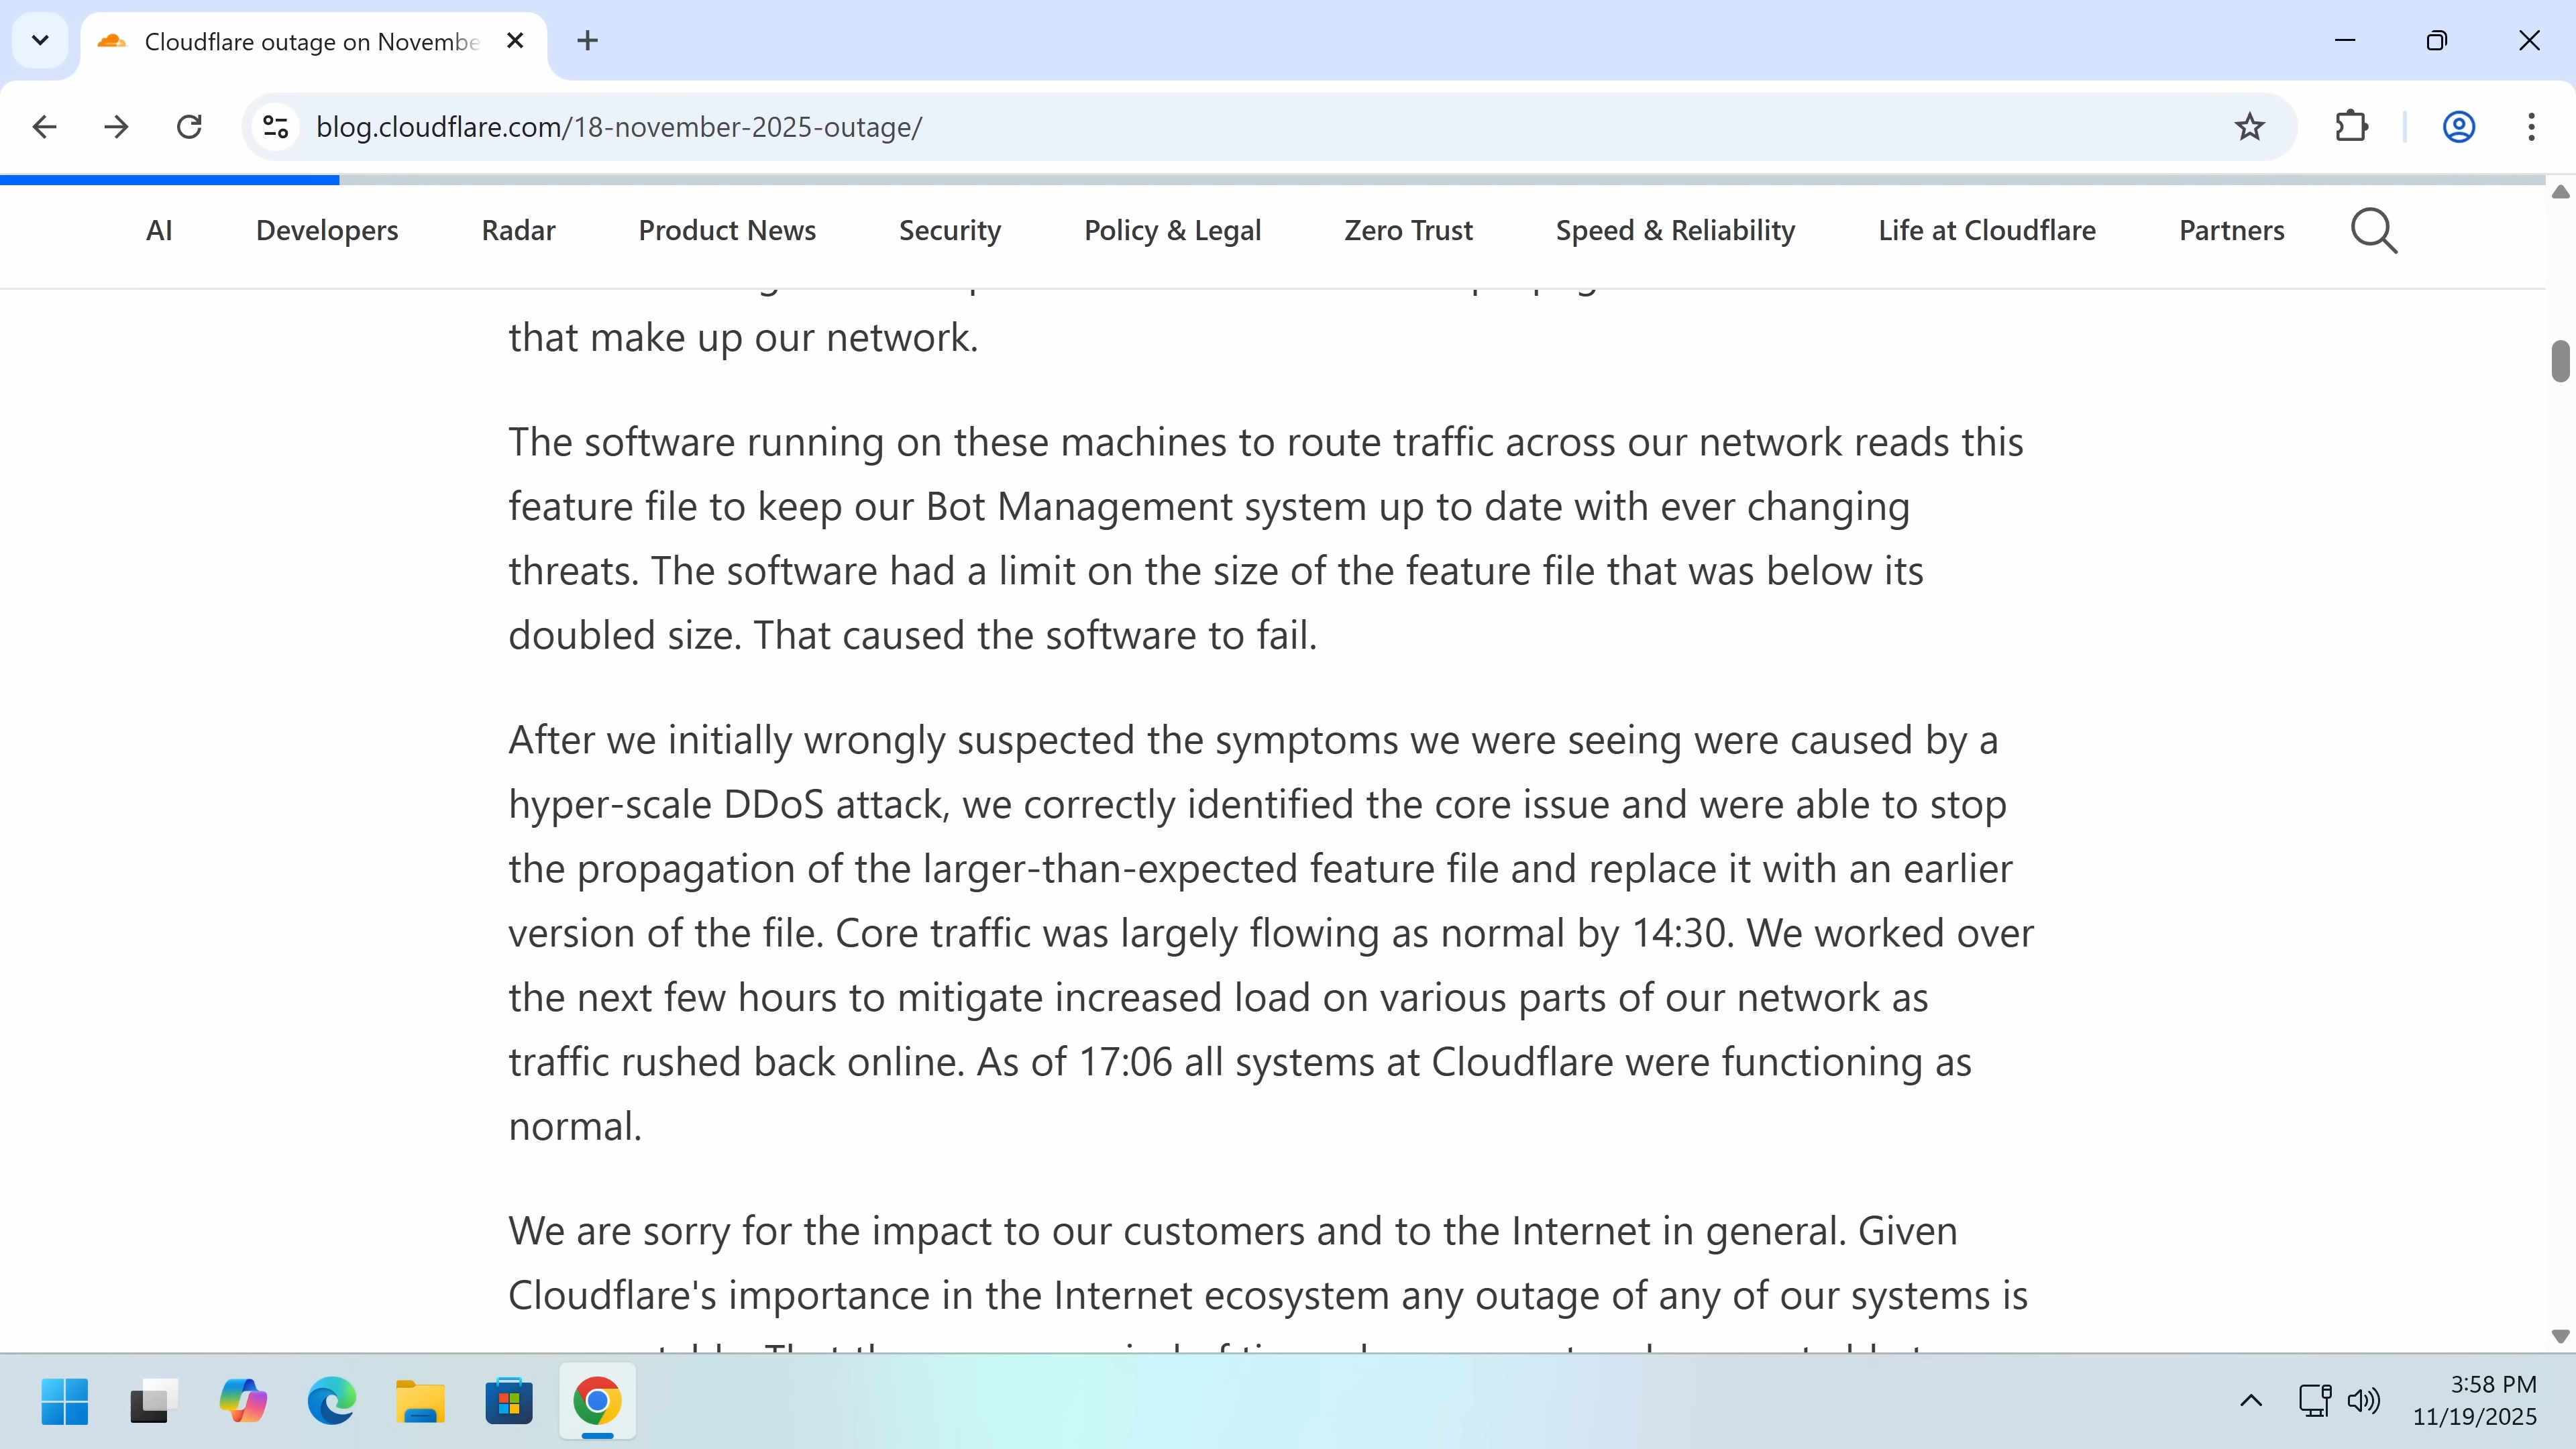 Cloudflare outage on Novembe
blog.cloudflare.com/18-november-2025-outage/
AI Developers Radar Product News Security Policy & Legal Zero Trust Speed & Reliability Life at Cloudflare Partners
that make up our network.
The software running on these machines to route traffic across our network reads this
feature file to keep our Bot Management system up to date with ever changing
threats. The software had a limit on the size of the feature file that was below its
doubled size. That caused the software to fail.
After we initially wrongly suspected the symptoms we were seeing were caused by a
hyper-scale DDoS attack, we correctly identified the core issue and were able to stop
the propagation of the larger-than-expected feature file and replace it with an earlier
version of the file. Core traffic was largely flowing as normal by 14:30. We worked over
the next few hours to mitigate increased load on various parts of our network as
traffic rushed back online. As of 17:06 all systems at Cloudflare were functioning as
normal.
We are sorry for the impact to our customers and to the Internet in general. Given
Cloudflare's importance in the Internet ecosystem any outage of any of our systems is
3:58 PM
11/19/2025